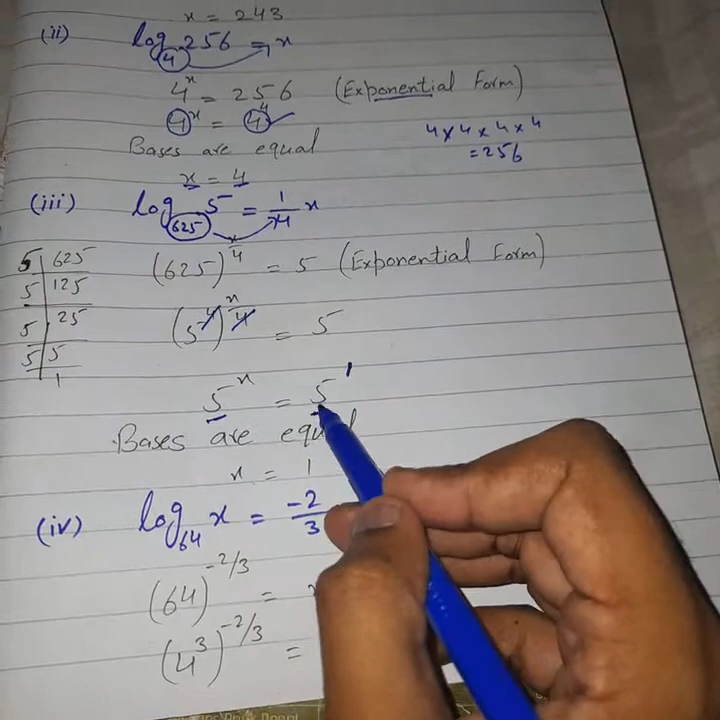 x = 243
(ii) log₄ 256 = x
4ˣ = 256 (Exponential Form)
4ˣ = 4⁴
4 × 4 × 4 × 4
= 256
Bases are equal
x = 4
(iii) log₆₂₅ 5 = 1/4 x
5 | 625
5 | 125
5 | 25
5 | 5
1
(625)^(x/4) = 5 (Exponential Form)
(5⁴)^(x/4) = 5
5ˣ = 5¹
Bases are equal
x = 1
(iv) log₆₄ x = -2/3
(64)^(-2/3) =
(4³)^(-2/3) =